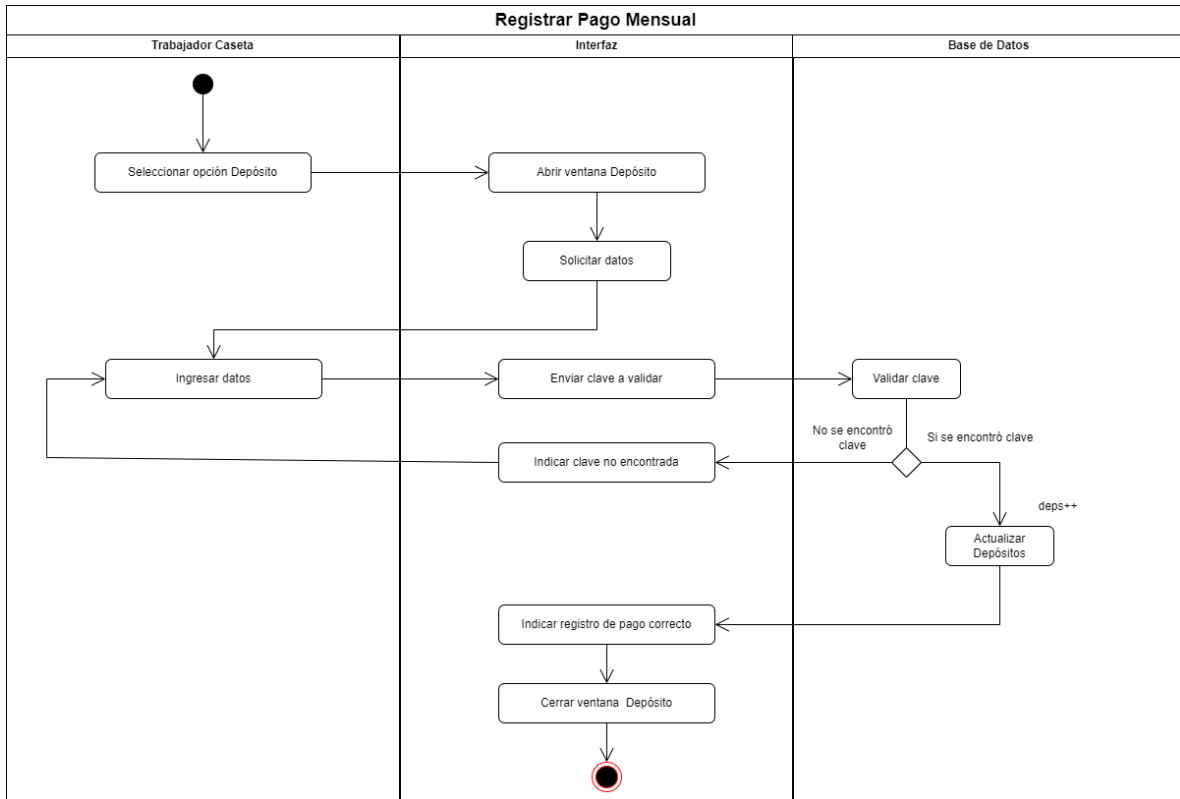 Registrar Pago Mensual
Trabajador Caseta
Interfaz
Base de Datos
Seleccionar opción Depósito
Abrir ventana Depósito
Solicitar datos
Ingresar datos
Enviar clave a validar
Validar clave
No se encontró
clave
Si se encontró clave
Indicar clave no encontrada
deps++
Actualizar
Depósitos
Indicar registro de pago correcto
Cerrar ventana Depósito